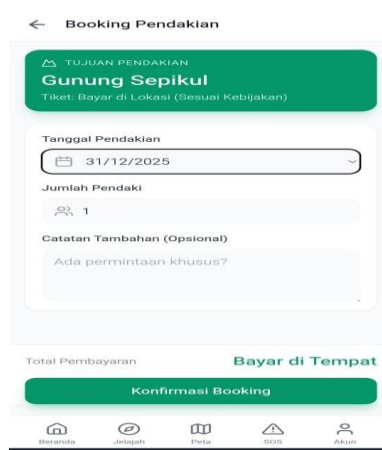 Booking Pendakian
TUJUAN PENDAKIAN
Gunung Sepikul
Tiket: Bayar di Lokasi (Sesuai Kebijakan)
Tanggal Pendakian
31/12/2025
Jumlah Pendaki
1
Catatan Tambahan (Opsional)
Ada permintaan khusus?
Total Pembayaran Bayar di Tempat
Konfirmasi Booking
Beranda Jelajah Peta SOS Akun